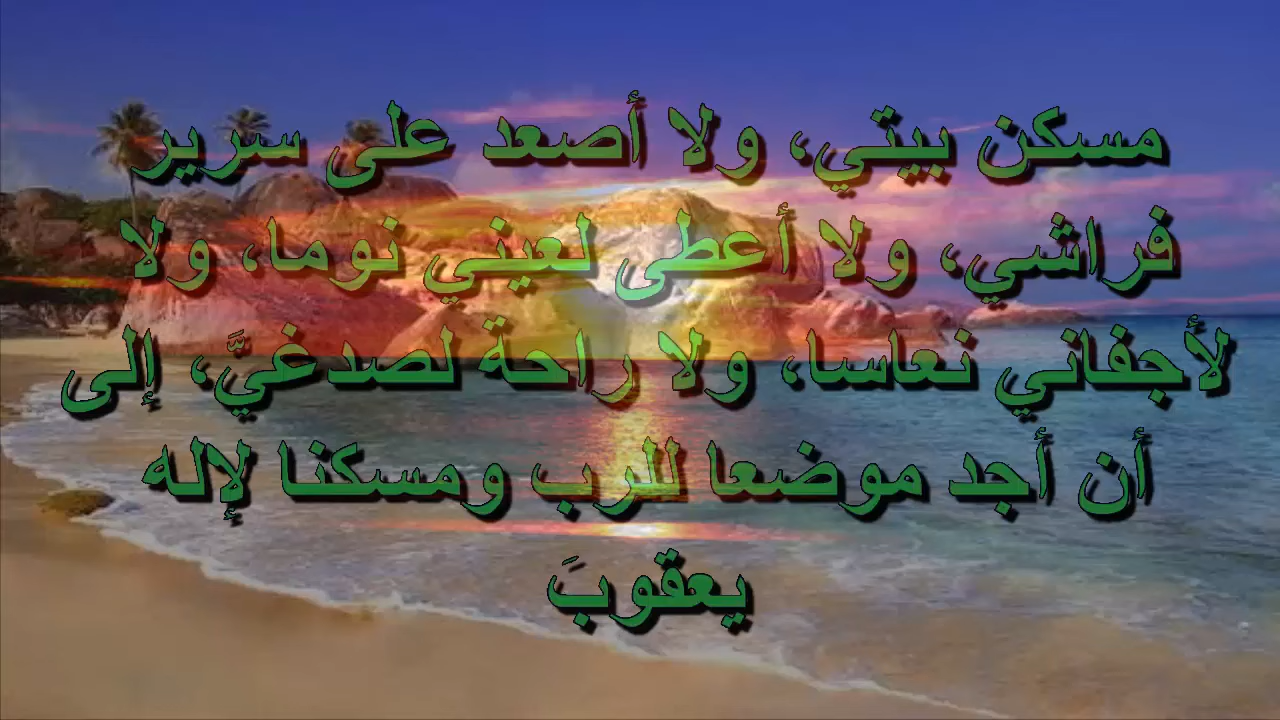 مسكن بيتي، ولا أصعد على سرير
فراشي، ولا أعطى لعيني نوما، ولا
لأجفاني نعاسا، ولا راحة لصدغيَّ، إلى
أن أجد موضعا للرب ومسكنا لإله
يعقوبَ